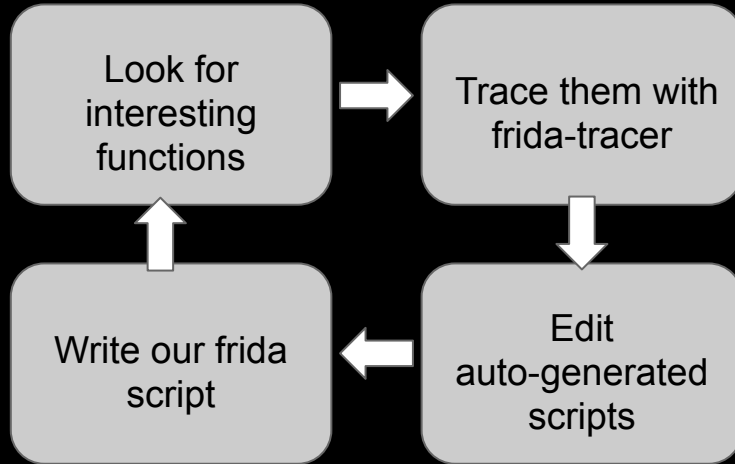 Look for
interesting
functions
Trace them with
frida-tracer
Write our frida
script
Edit
auto-generated
scripts